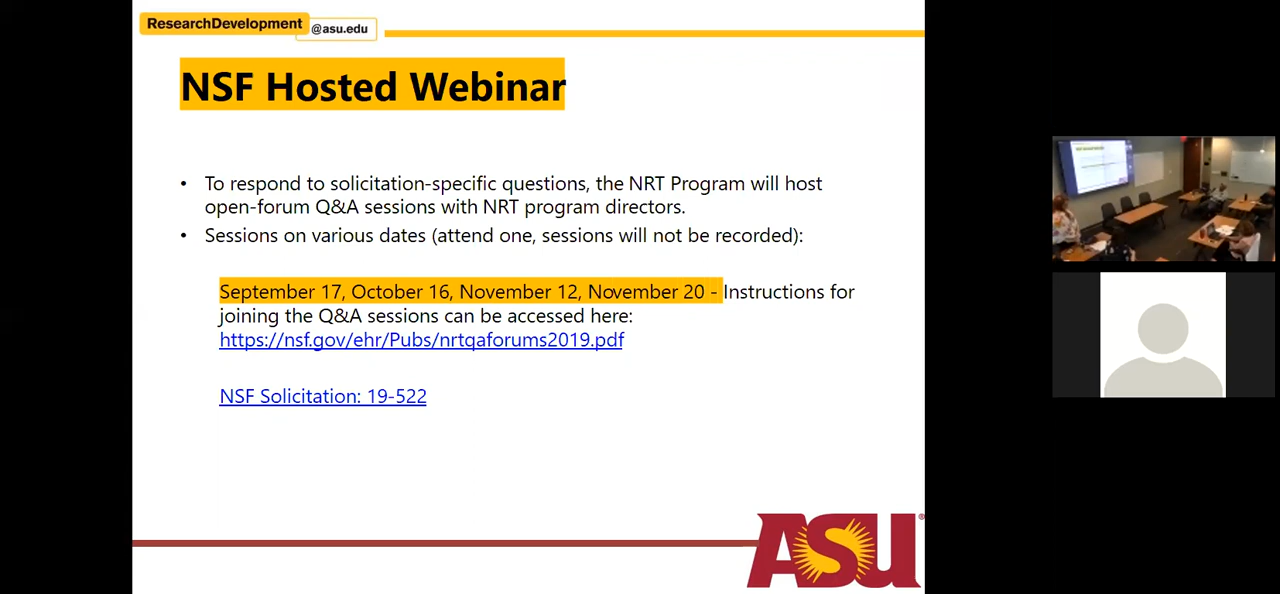 ResearchDevelopment
@asu.edu
NSF Hosted Webinar
• To respond to solicitation-specific questions, the NRT Program will host
open-forum Q&A sessions with NRT program directors.
• Sessions on various dates (attend one, sessions will not be recorded):
September 17, October 16, November 12, November 20 - Instructions for
joining the Q&A sessions can be accessed here:
https://nsf.gov/ehr/Pubs/nrtqaforums2019.pdf
NSF Solicitation: 19-522
ASU®